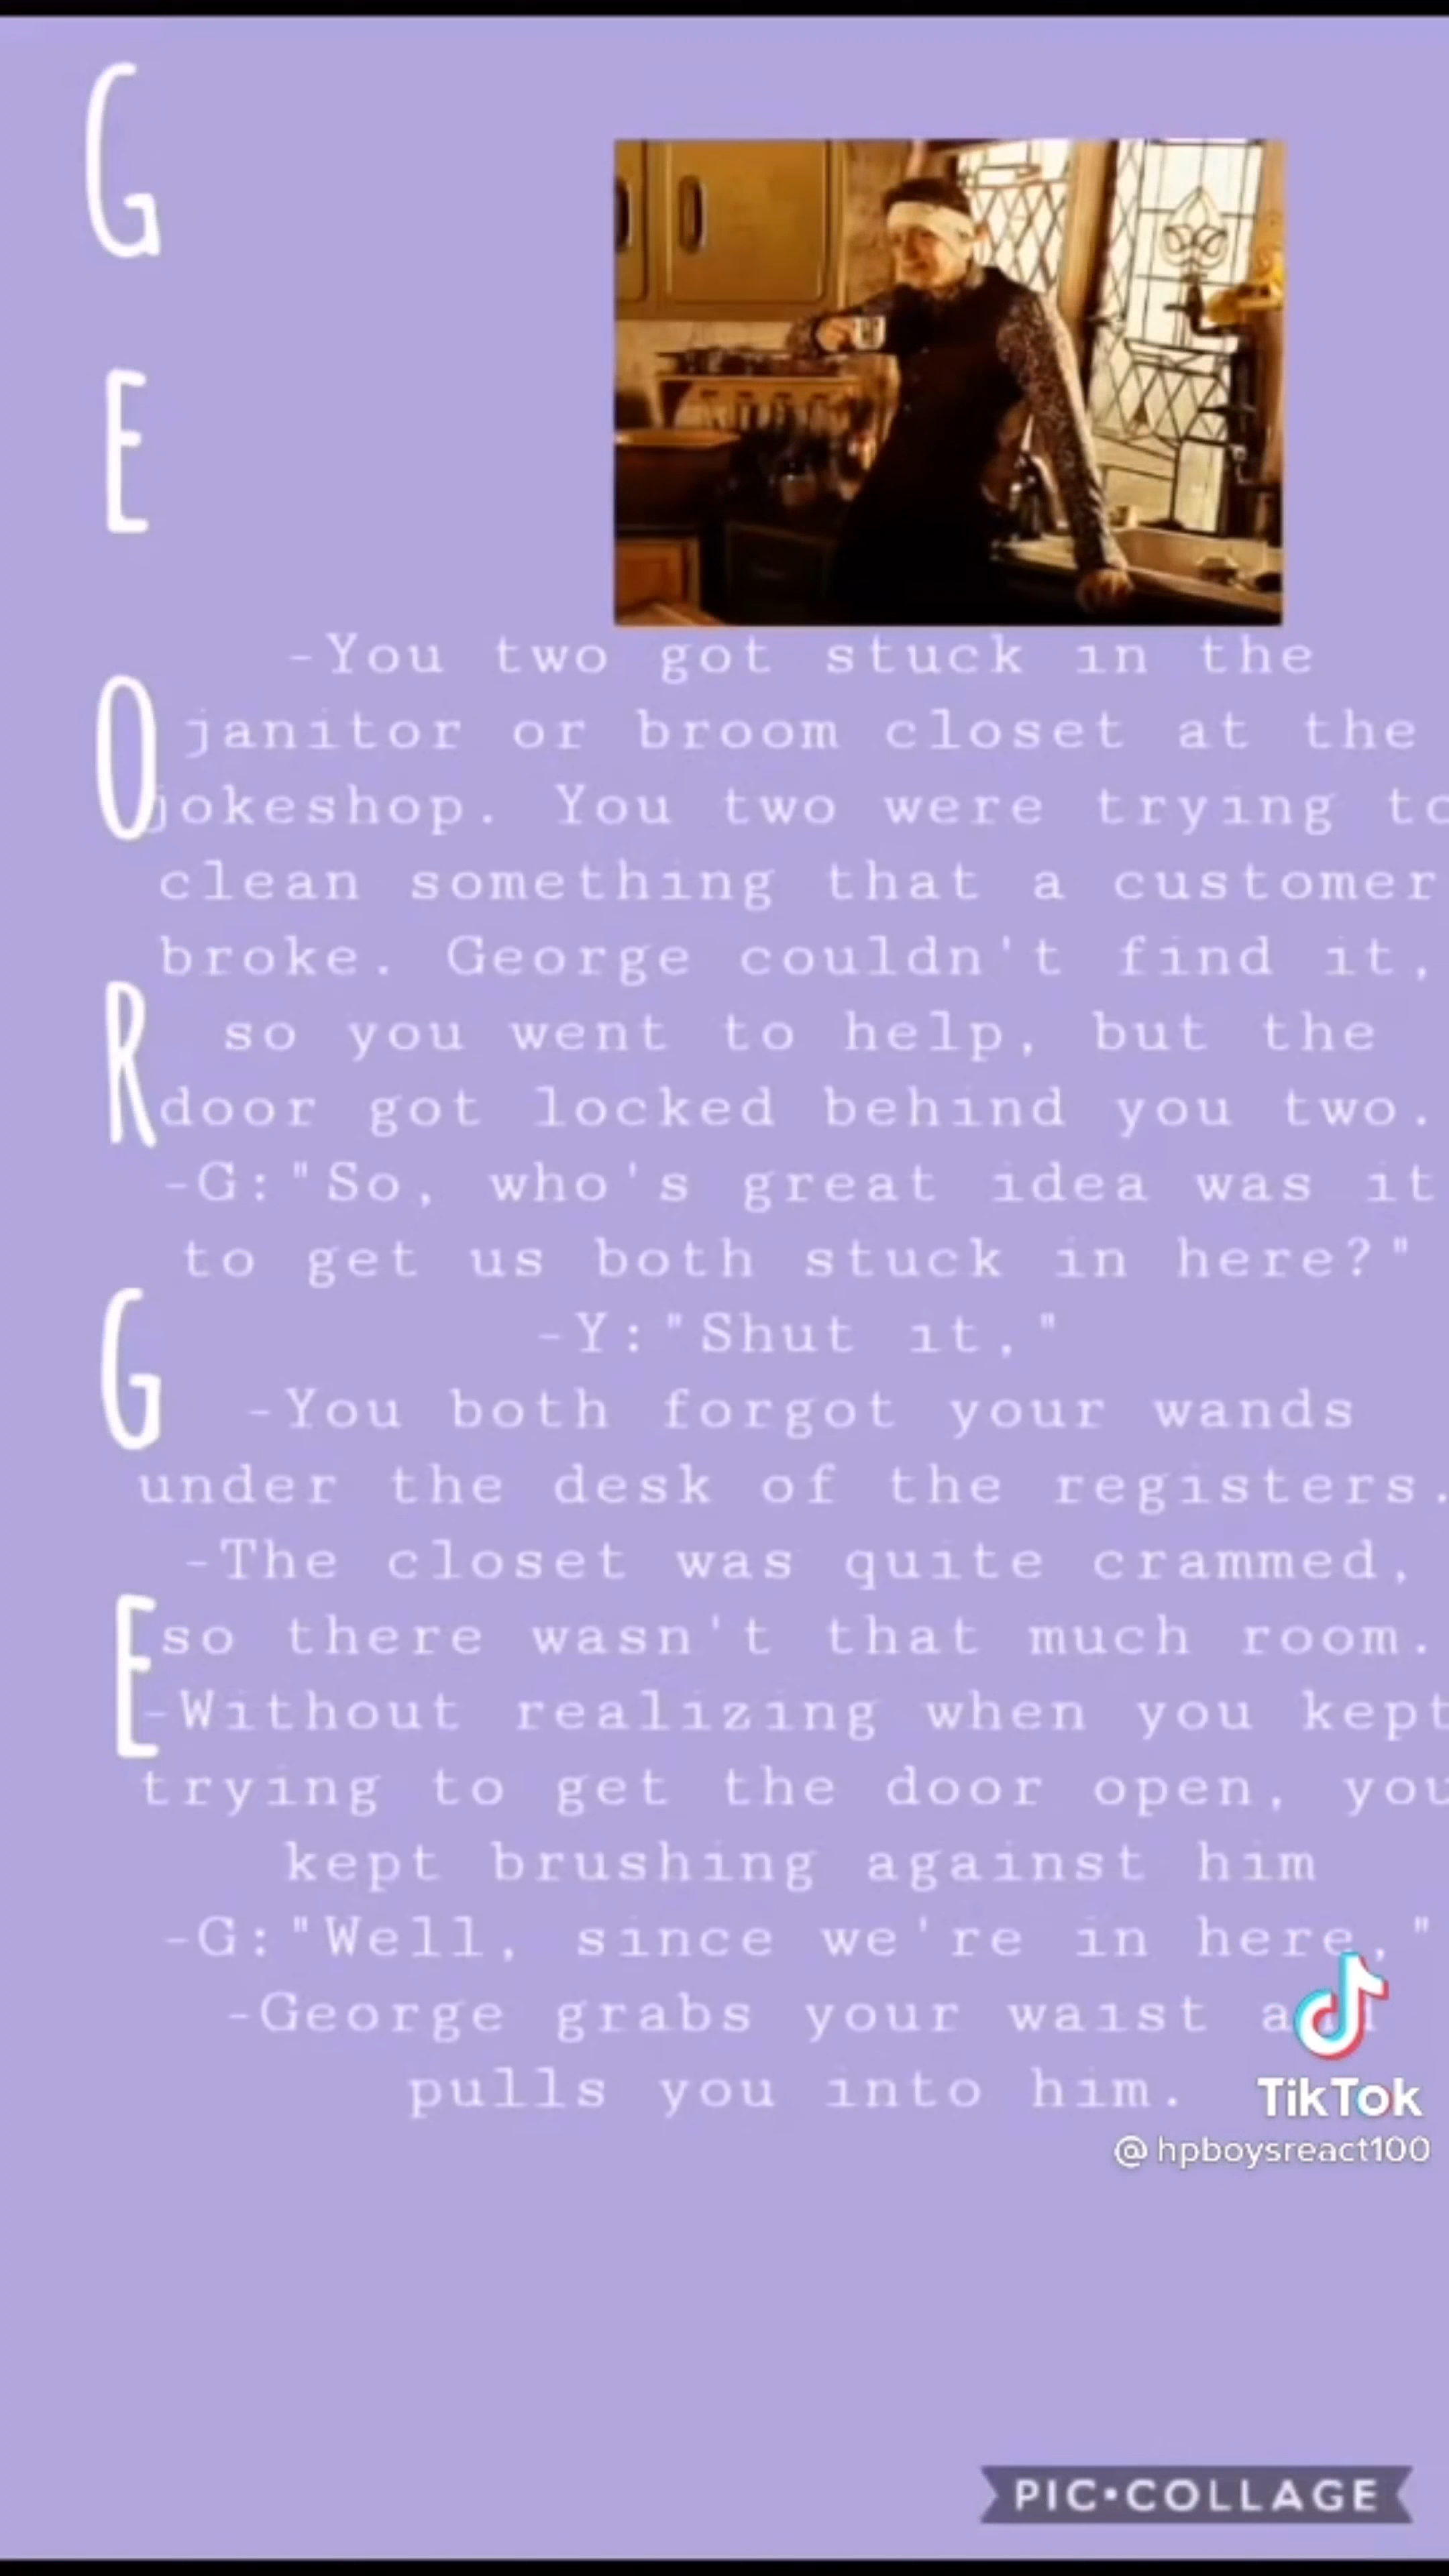 GEORGE
-You two got stuck in the
janitor or broom closet at the
jokeshop. You two were trying to
clean something that a customer
broke. George couldn't find it,
so you went to help, but the
door got locked behind you two.
-G:"So, who's great idea was it
to get us both stuck in here?"
-Y:"Shut it,"
-You both forgot your wands
under the desk of the registers.
-The closet was quite crammed,
so there wasn't that much room.
-Without realizing when you kept
trying to get the door open, you
kept brushing against him
-G:"Well, since we're in here,"
-George grabs your waist
pulls you into him.
TikTok
@hpboysreact100
PIC•COLLAGE